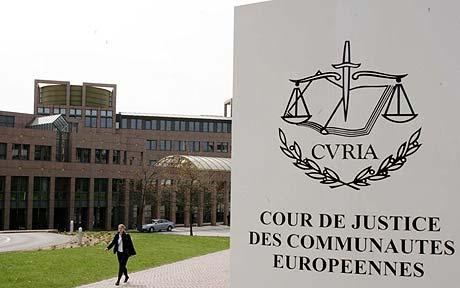 CVRIA
COUR DE JUSTICE
DES COMMUNAUTES
EUROPEENNES